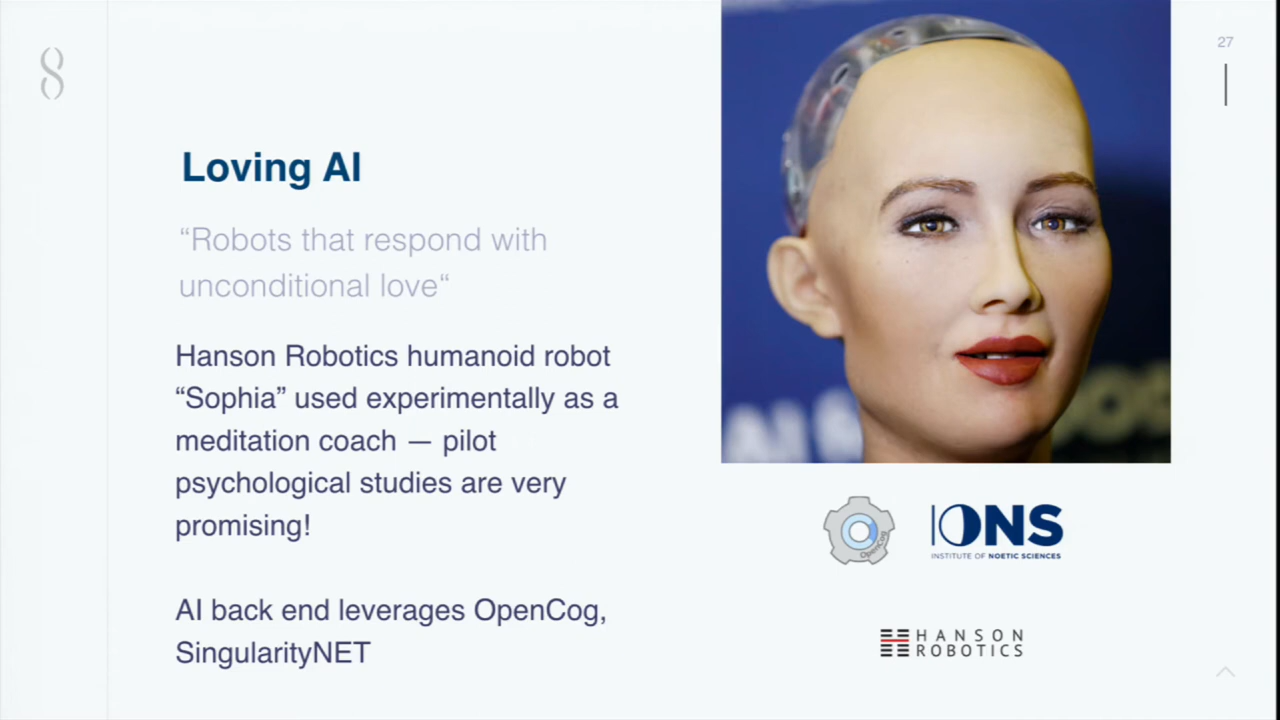 27
Loving AI
“Robots that respond with
unconditional love“
Hanson Robotics humanoid robot
“Sophia” used experimentally as a
meditation coach — pilot
psychological studies are very
promising!
AI back end leverages OpenCog,
SingularityNET
AI
OpenCog
IONS
INSTITUTE OF NOETIC SCIENCES
HANSON
ROBOTICS